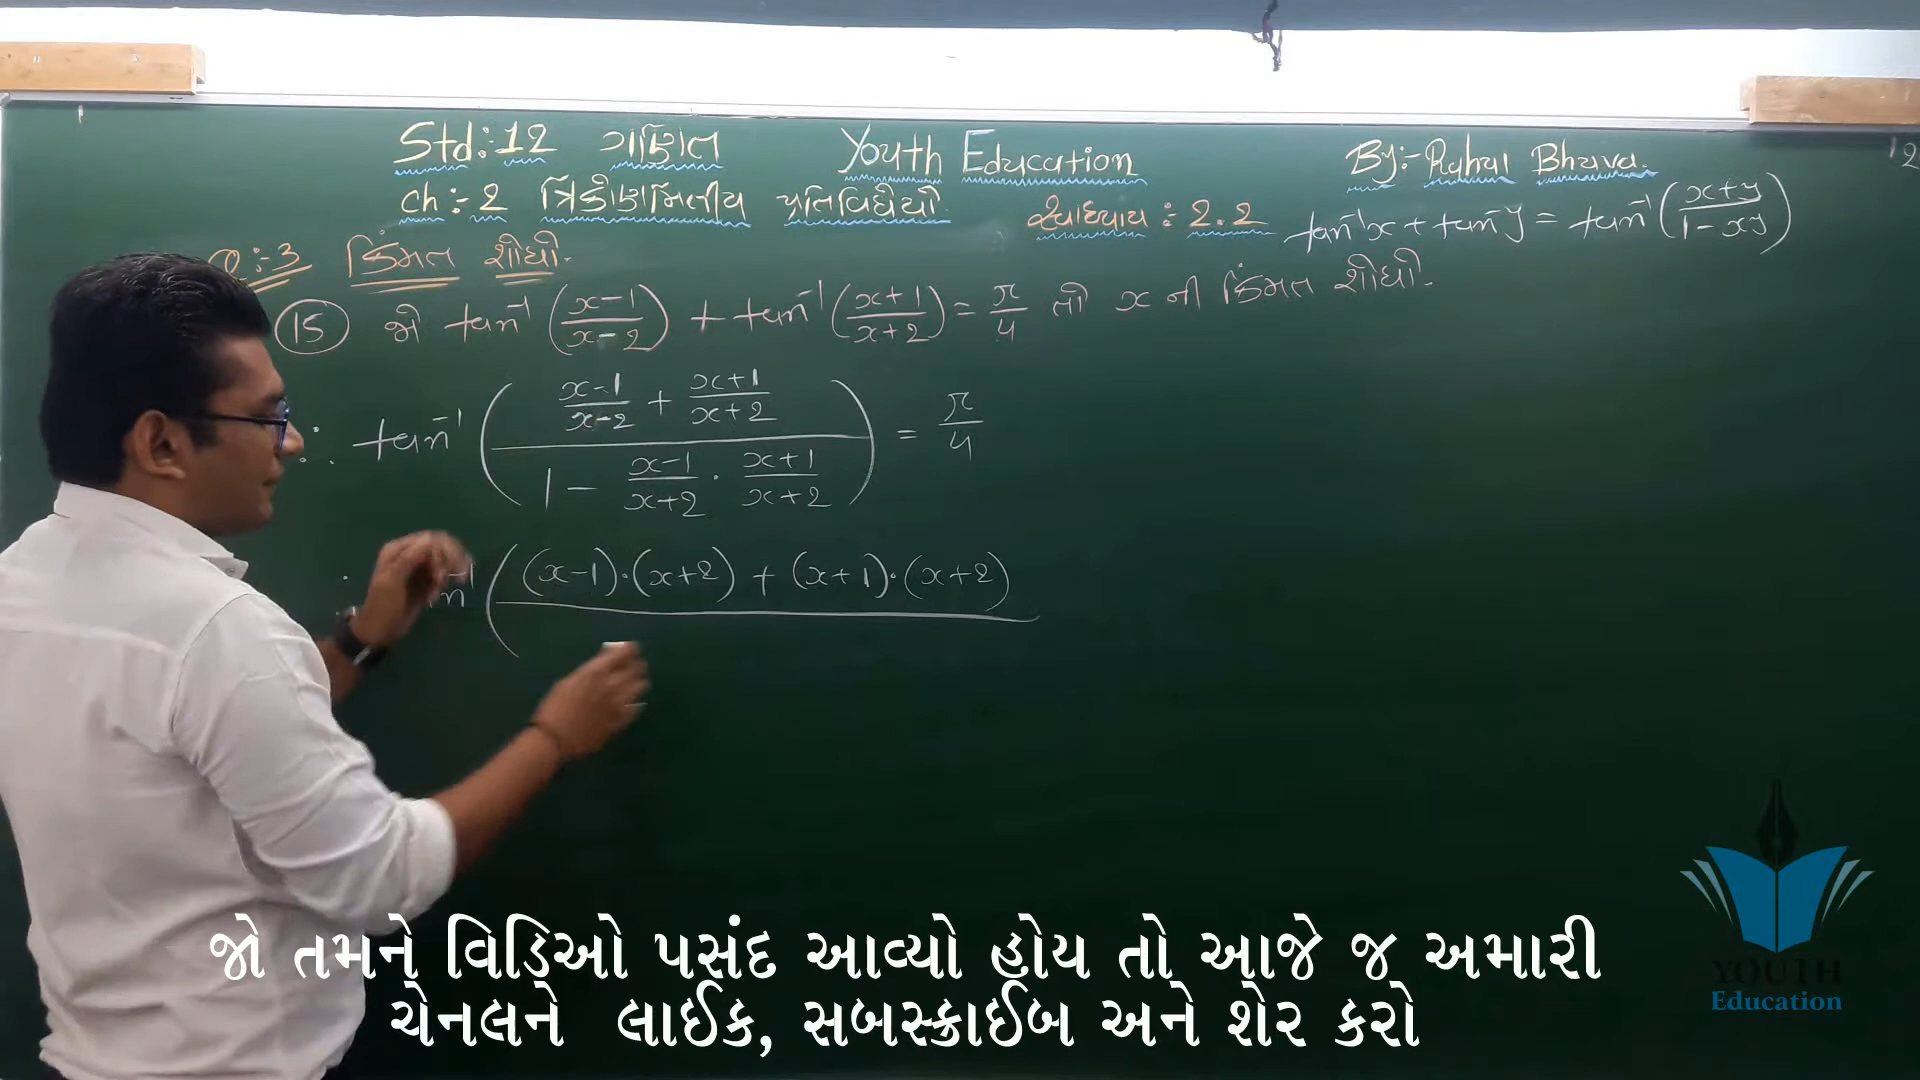 Std:- 12 ગણિત Youth Education By:- Rahul Bhuva.
ch:- 2 ત્રિકોણમિતીય પ્રતિવિધેયો સ્વાધ્યાય : 2.2 tan⁻¹x + tan⁻¹y = tan⁻¹((x+y)/(1-xy))
Q:-3 કિંમત શોધો.
(15) જો tan⁻¹((x-1)/(x-2)) + tan⁻¹((x+1)/(x+2)) = π/4 તો x ની કિંમત શોધો.
∴ tan⁻¹(((x-1)/(x-2) + (x+1)/(x+2))/(1 - (x-1)/(x+2) · (x+1)/(x+2))) = π/4
((x-1)·(x+2) + (x+1)·(x+2)
જો તમને વિડિઓ પસંદ આવ્યો હોય તો આજે જ અમારી
ચેનલને લાઈક, સબસ્ક્રાઈબ અને શેર કરો
YOUTH
Education